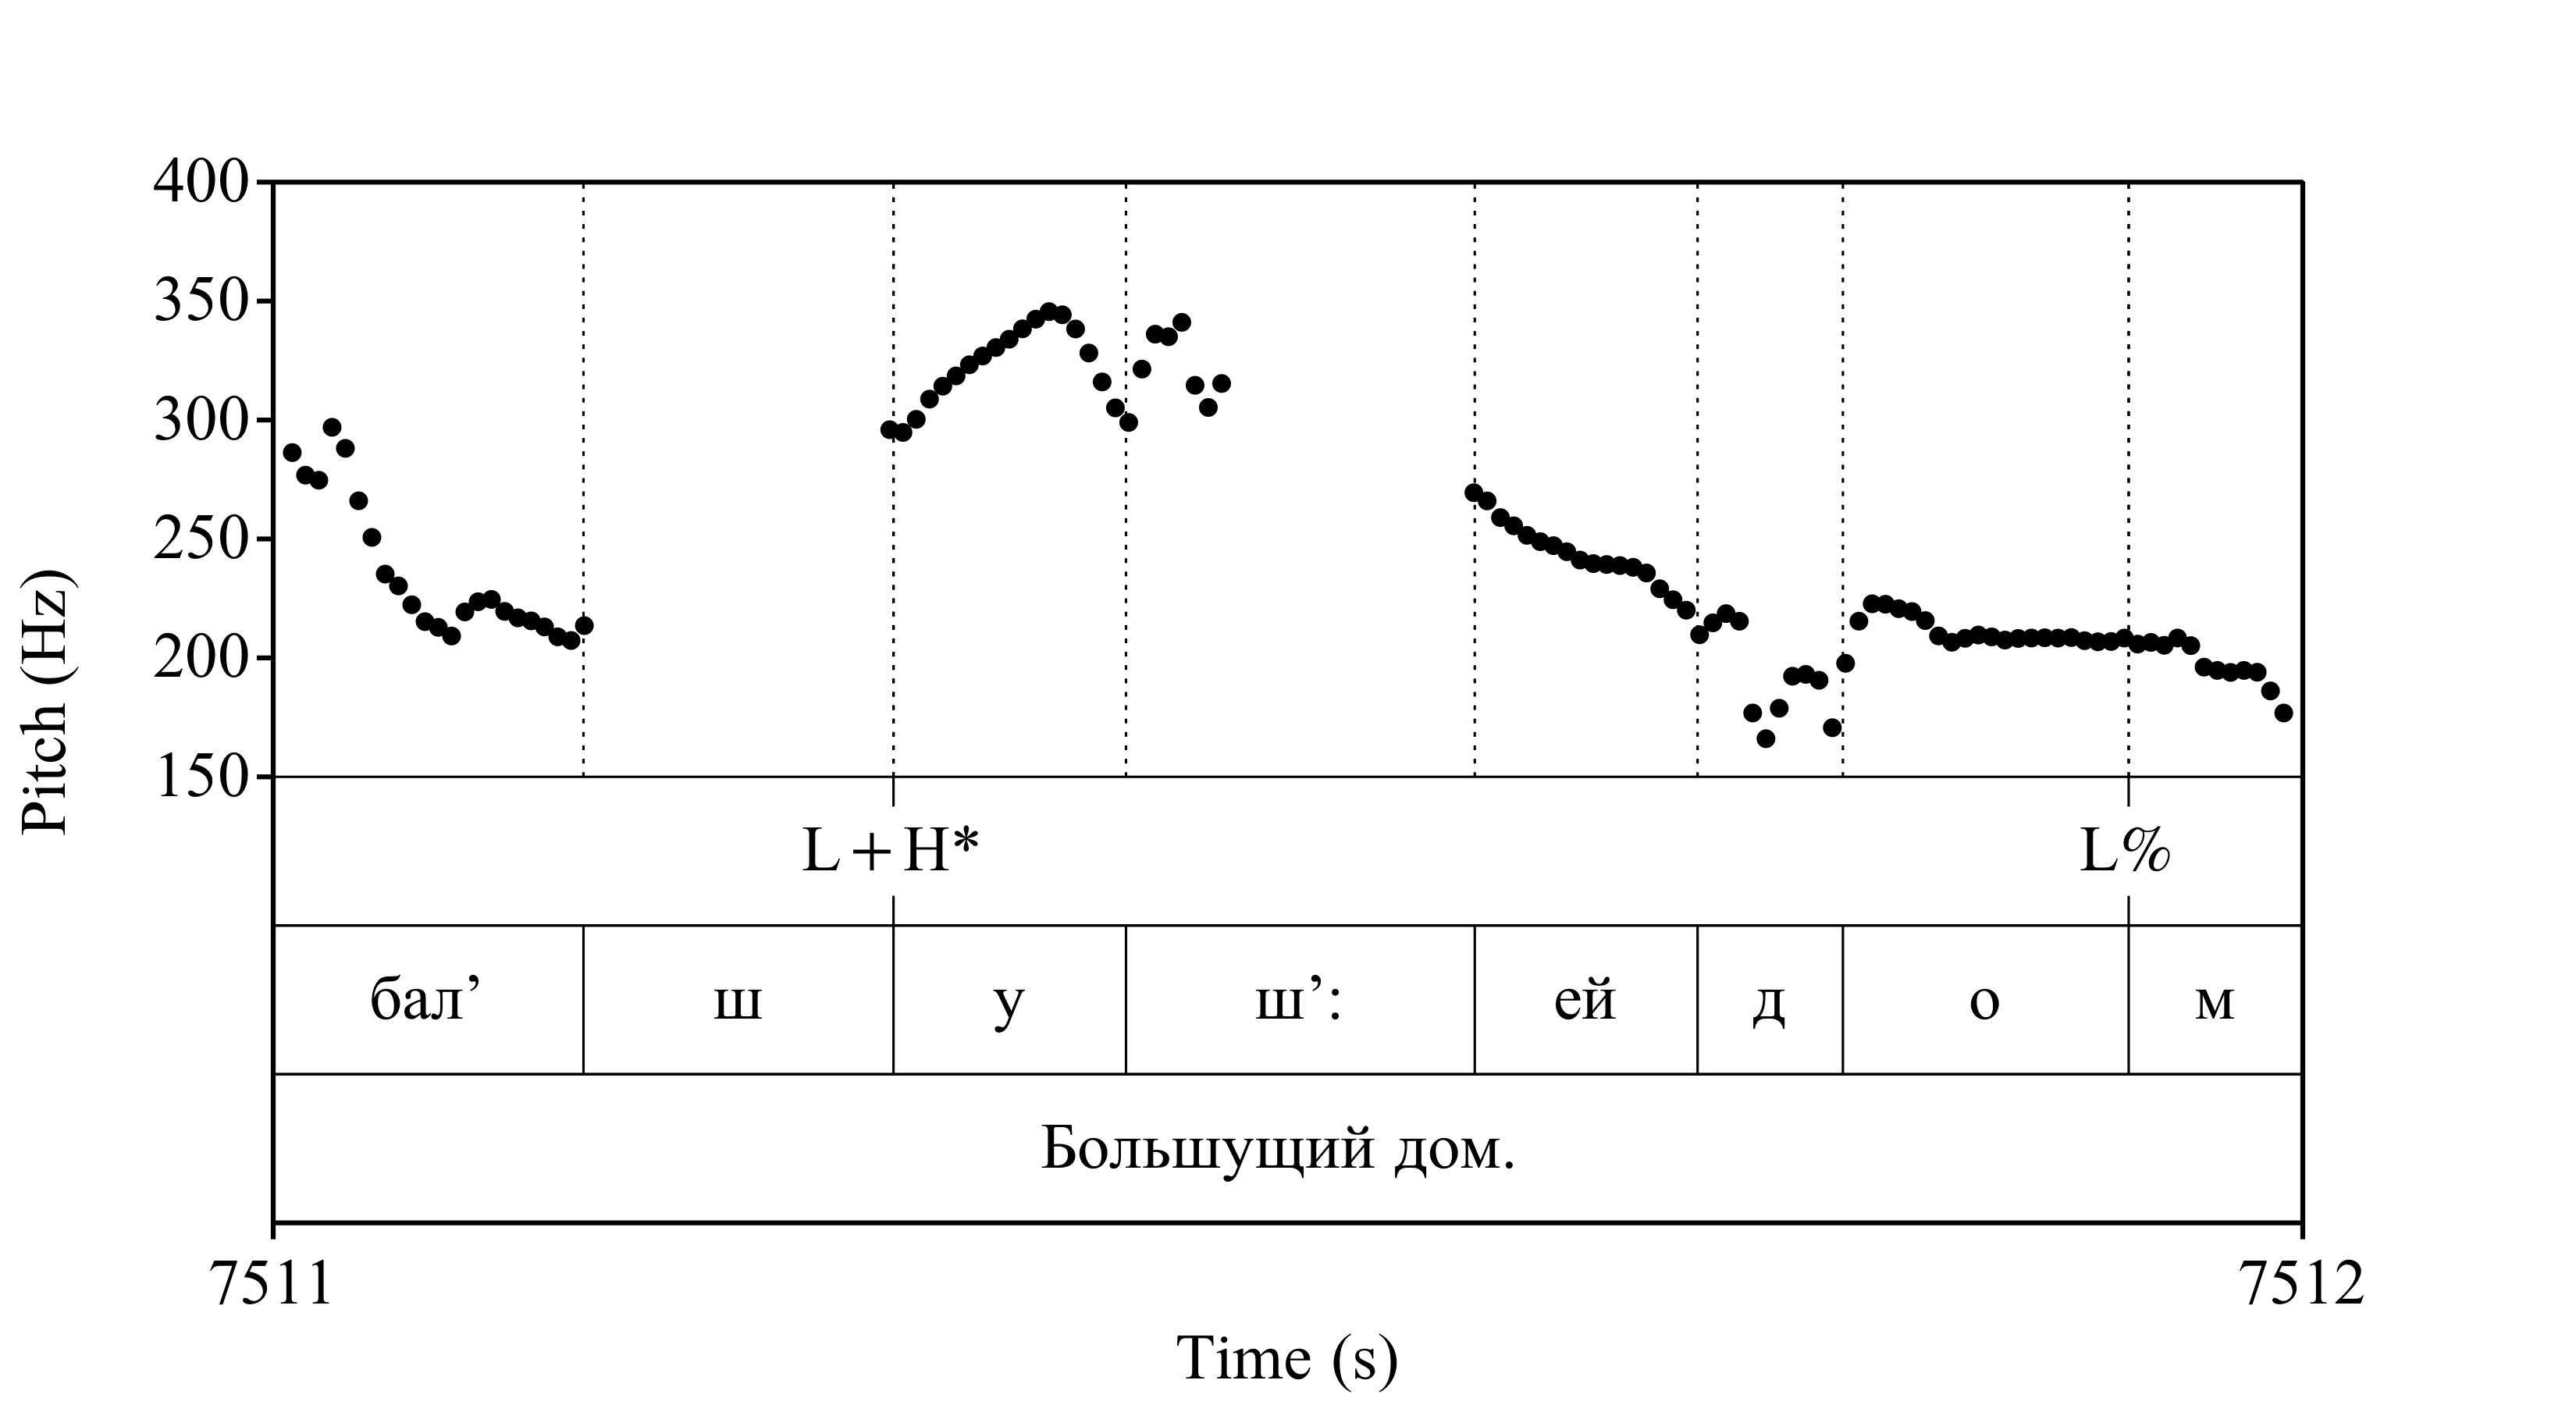 400
350
300
250
200
150
Pitch (Hz)
L+H* L%
бал’ ш у ш’: ей д о м
Большущий дом.
7511 7512
Time (s)